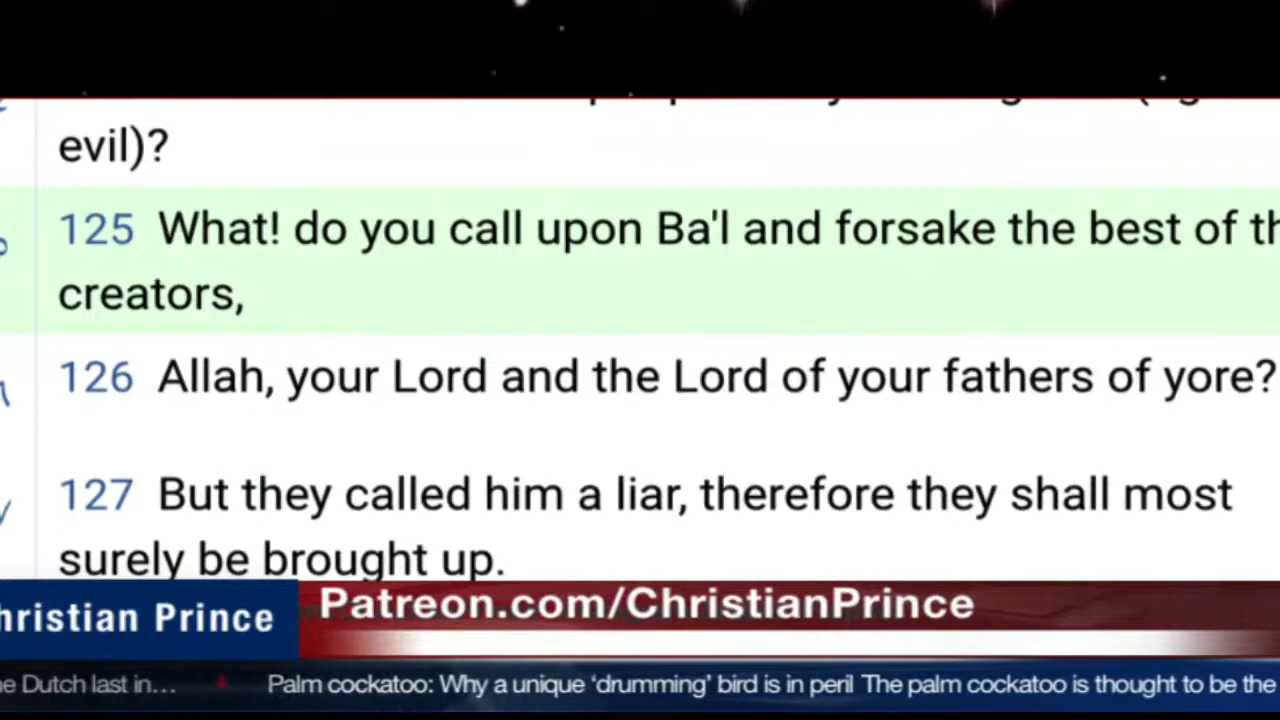 evil)?
125 What! do you call upon Ba'l and forsake the best of
creators,
126 Allah, your Lord and the Lord of your fathers of yore?
127 But they called him a liar, therefore they shall most
surely be brought up.
Patreon.com/ChristianPrince
hristian Prince
e Dutch last in… Palm cockatoo: Why a unique ‘drumming’ bird is in peril The palm cockatoo is thought to be the